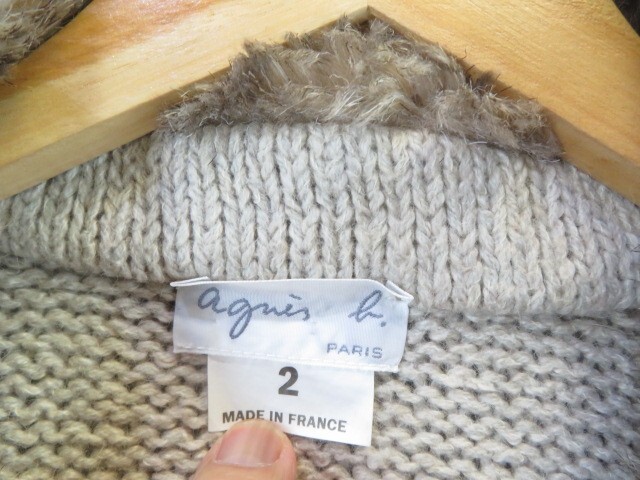 agnès b.
PARIS
2
MADE IN FRANCE